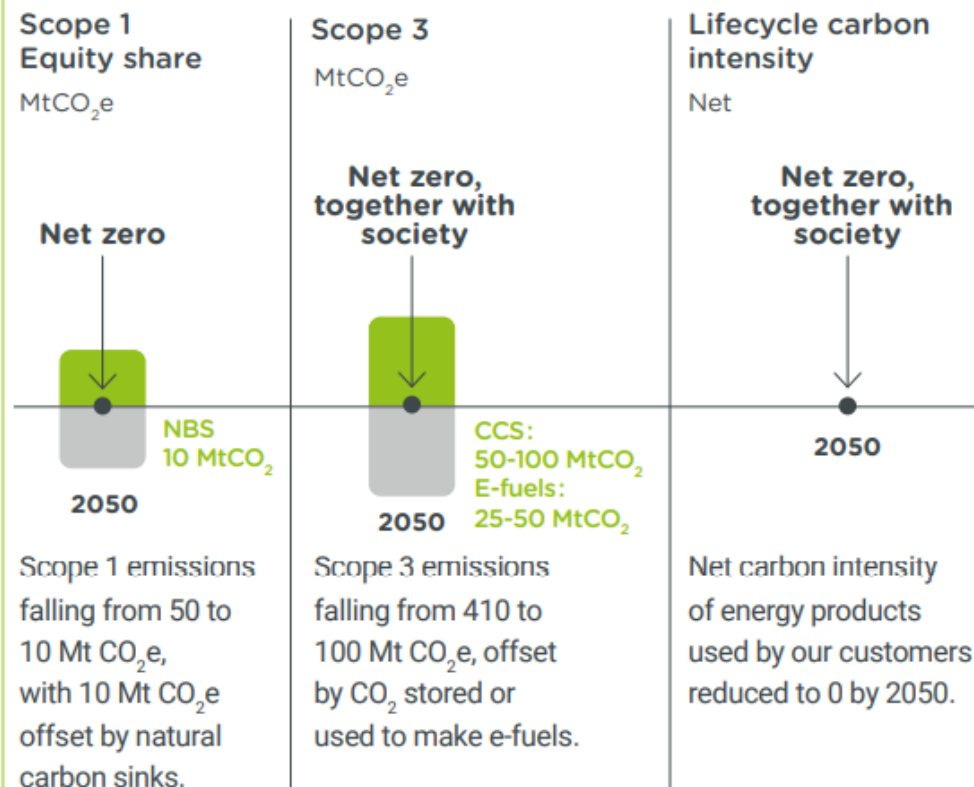 Scope 1
Equity share
MtCO₂e
Net zero
NBS
10 MtCO₂
2050
Scope 1 emissions
falling from 50 to
10 Mt CO₂e,
with 10 Mt CO₂e
offset by natural
carbon sinks.
Scope 3
MtCO₂e
Net zero,
together with
society
CCS:
50-100 MtCO₂
E-fuels:
25-50 MtCO₂
2050
Scope 3 emissions
falling from 410 to
100 Mt CO₂e, offset
by CO₂ stored or
used to make e-fuels.
Lifecycle carbon
intensity
Net
Net zero,
together with
society
2050
Net carbon intensity
of energy products
used by our customers
reduced to 0 by 2050.